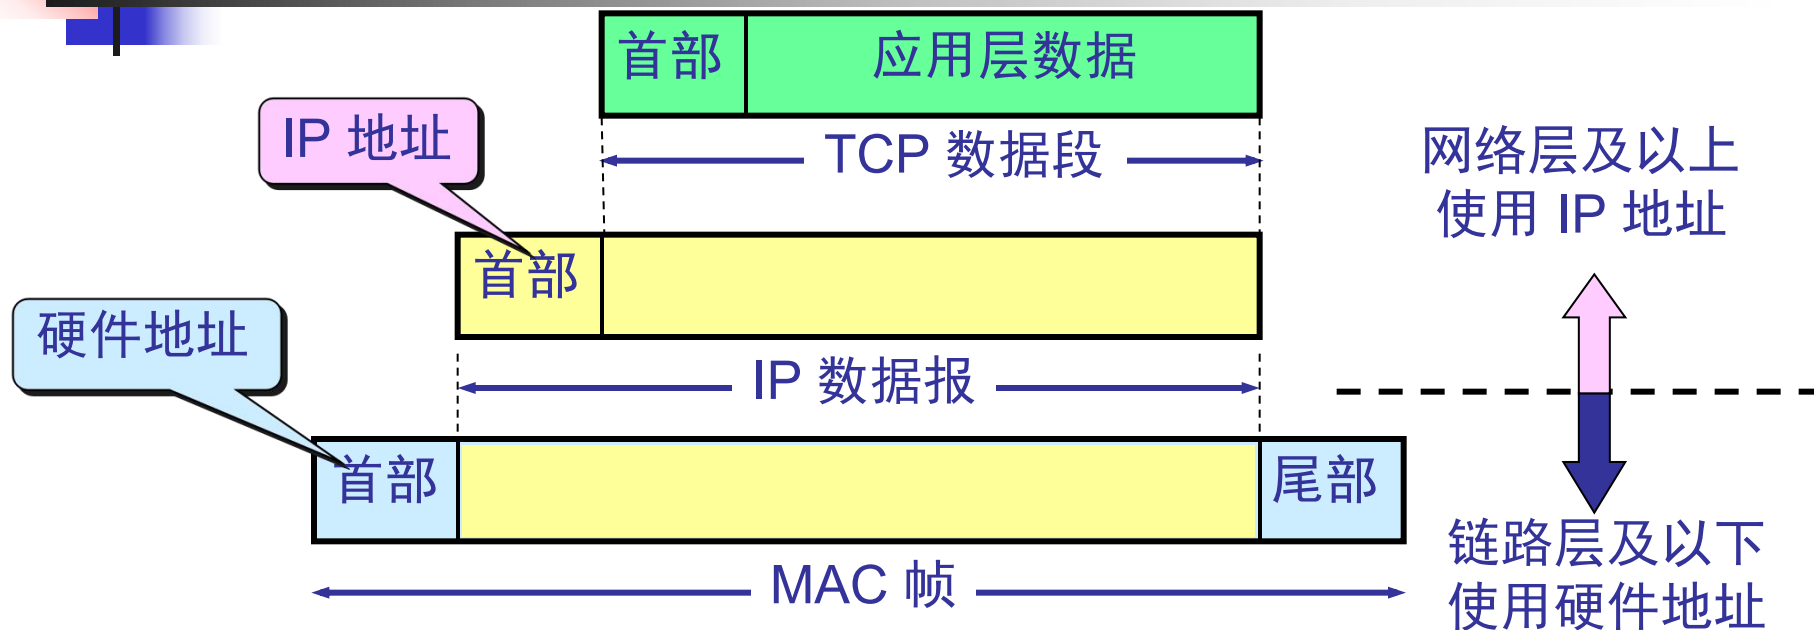 首部
应用层数据
IP 地址
TCP 数据段
网络层及以上
使用 IP 地址
首部
硬件地址
IP 数据报
首部
尾部
链路层及以下
使用硬件地址
MAC 帧